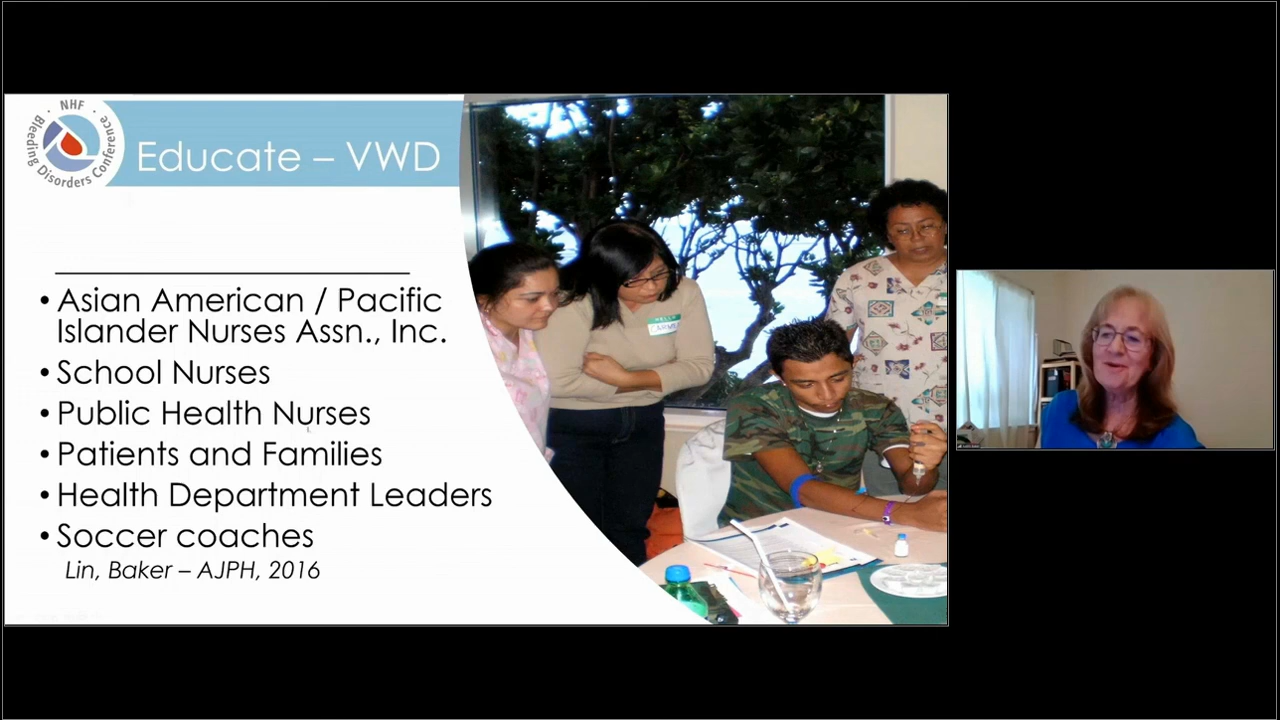 NHF
Bleeding Disorders Conference
Educate – VWD
• Asian American / Pacific
Islander Nurses Assn., Inc.
• School Nurses
• Public Health Nurses
• Patients and Families
• Health Department Leaders
• Soccer coaches
Lin, Baker – AJPH, 2016
HELLO